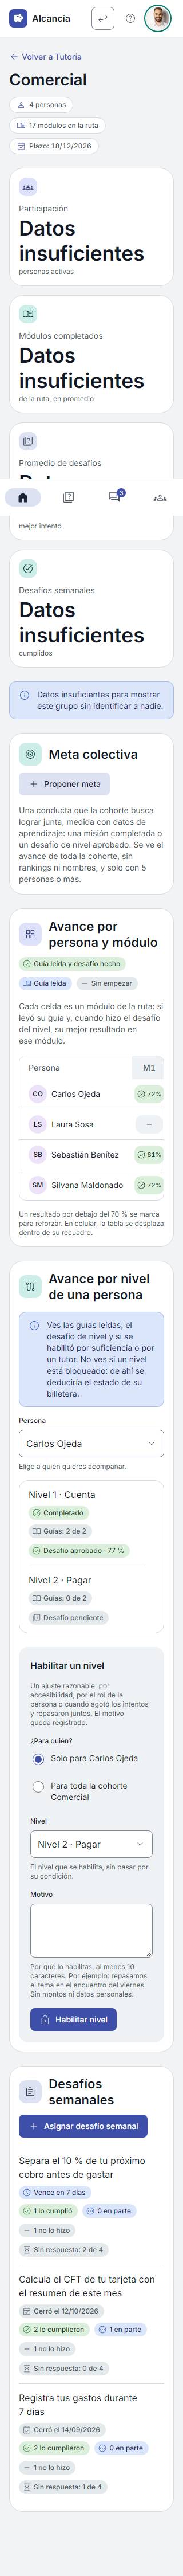 Alcancía
← Volver a Tutoría
Comercial
4 personas
17 módulos en la ruta
Plazo: 18/12/2026
Participación
Datos
insuficientes
personas activas
Módulos completados
Datos
insuficientes
de la ruta, en promedio
Promedio de desafíos
3
mejor intento
Desafíos semanales
Datos
insuficientes
cumplidos
Datos insuficientes para mostrar
este grupo sin identificar a nadie.
Meta colectiva
+ Proponer meta
Una conducta que la cohorte busca
lograr junta, medida con datos de
aprendizaje: una misión completada o
un desafío de nivel aprobado. Se ve el
avance de toda la cohorte, sin
rankings ni nombres, y solo con 5
personas o más.
Avance por
persona y módulo
Guía leída y desafío hecho
Guía leída
— Sin empezar
Cada celda es un módulo de la ruta: si
leyó su guía y, cuando hizo el desafío
del nivel, su mejor resultado en
ese módulo.
Persona M1
CO Carlos Ojeda 72%
LS Laura Sosa —
SB Sebastián Benítez 81%
SM Silvana Maldonado 72%
Un resultado por debajo del 70 % se marca
para reforzar. En celular, la tabla se desplaza
dentro de su recuadro.
Avance por nivel
de una persona
Ves las guías leídas, el
desafío de nivel y si se
habilitó por suficiencia o por
un tutor. No ves si un nivel
está bloqueado: de ahí se
deduciría el estado de su
billetera.
Persona
Carlos Ojeda
Elige a quién quieres acompañar.
Nivel 1 · Cuenta
Completado
Guías: 2 de 2
Desafío aprobado · 77 %
Nivel 2 · Pagar
Guías: 0 de 2
Desafío pendiente
Habilitar un nivel
Un ajuste razonable: por
accesibilidad, por el rol de la
persona o cuando agotó los intentos
y repasaron juntos. El motivo
queda registrado.
¿Para quién?
Solo para Carlos Ojeda
Para toda la cohorte
Comercial
Nivel
Nivel 2 · Pagar
El nivel que se habilita, sin pasar por
su condición.
Motivo
Por qué lo habilitas, al menos 10
caracteres. Por ejemplo: repasamos
el tema en el encuentro del viernes.
Sin montos ni datos personales.
Habilitar nivel
Desafíos
semanales
+ Asignar desafío semanal
Separa el 10 % de tu próximo
cobro antes de gastar
Vence en 7 días
1 lo cumplió
0 en parte
— 1 no lo hizo
Sin respuesta: 2 de 4
Calcula el CFT de tu tarjeta con
el resumen de este mes
Cerró el 12/10/2026
2 lo cumplieron
1 en parte
— 1 no lo hizo
Sin respuesta: 0 de 4
Registra tus gastos durante
7 días
Cerró el 14/09/2026
2 lo cumplieron
0 en parte
— 1 no lo hizo
Sin respuesta: 1 de 4